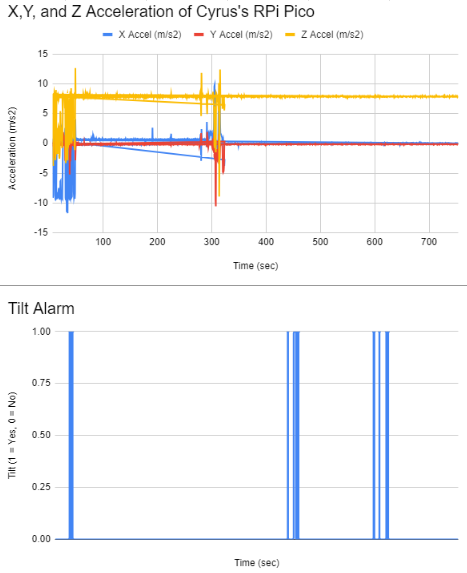 X,Y, and Z Acceleration of Cyrus's RPi Pico
X Accel (m/s2) Y Accel (m/s2) Z Accel (m/s2)
15
10
5
0
-5
-10
-15
Acceleration (m/s2)
100 200 300 400 500 600 700
Time (sec)
Tilt Alarm
1.00
0.75
0.50
0.25
0.00
Tilt (1 = Yes, 0 = No)
Time (sec)